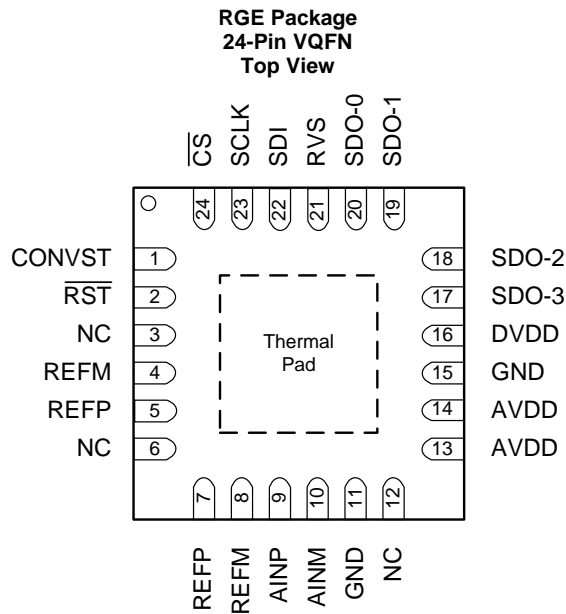 RGE Package
24-Pin VQFN
Top View
C̅S̅
SCLK
SDI
RVS
SDO-0
SDO-1
24
23
22
21
20
19
CONVST 1
R̅S̅T̅ 2
NC 3
REFM 4
REFP 5
NC 6
Thermal
Pad
18 SDO-2
17 SDO-3
16 DVDD
15 GND
14 AVDD
13 AVDD
7
8
9
10
11
12
REFP
REFM
AINP
AINM
GND
NC